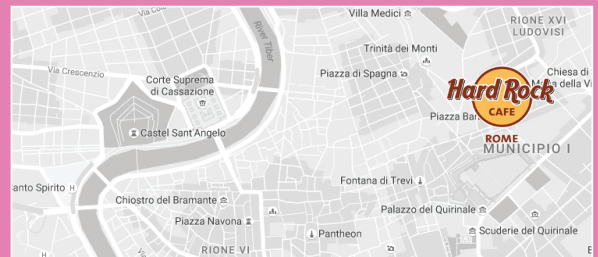 Villa Medici
RIONE XVI
LUDOVISI
River Tiber
Trinità dei Monti
Via Crescenzio
Piazza di Spagna
Chiesa di
Corte Suprema
di Cassazione
Hard Rock
CAFE
ROME
Piazza
Castel Sant'Angelo
MUNICIPIO I
anto Spirito H
Fontana di Trevi
Chiostro del Bramante
Palazzo del Quirinale
Piazza Navona
Pantheon
Scuderie del Quirinale
RIONE VI
H